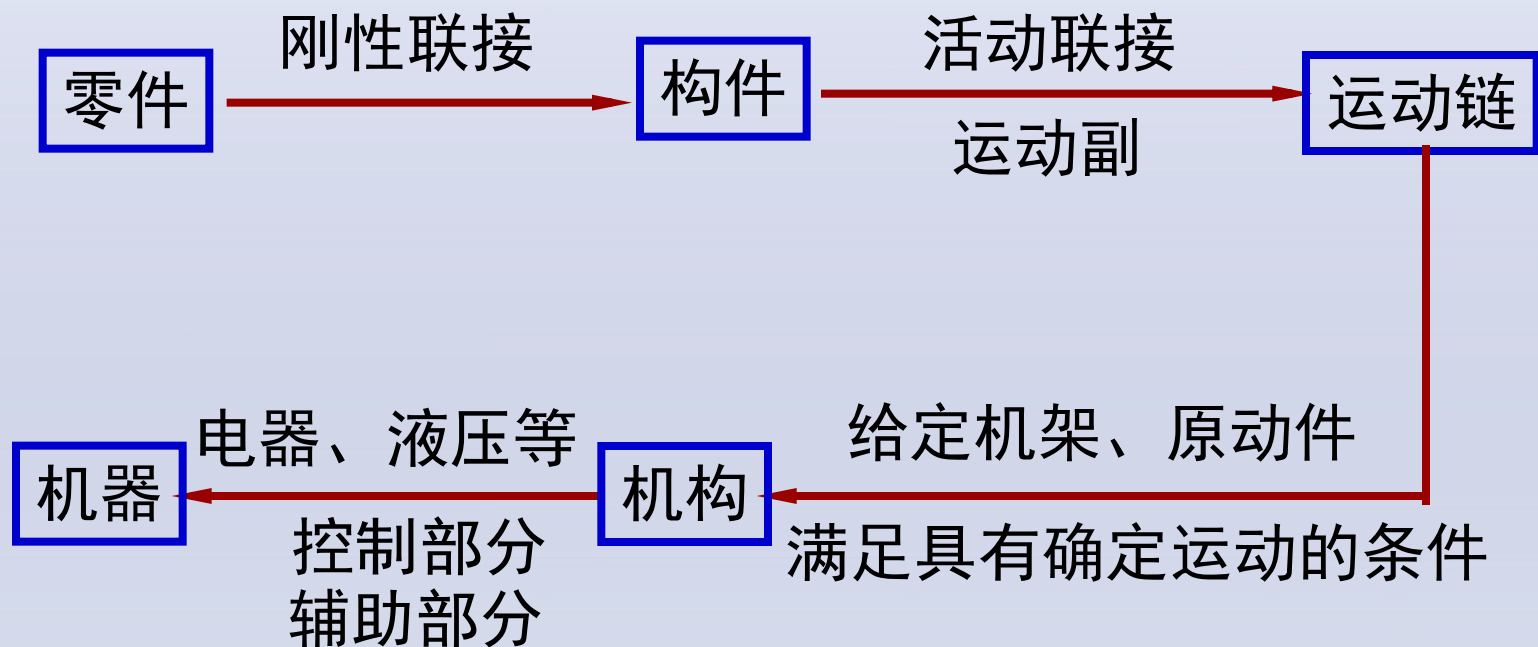 刚性联接
活动联接
零件
构件
运动链
运动副
电器、液压等
给定机架、原动件
机器
机构
控制部分
满足具有确定运动的条件
辅助部分